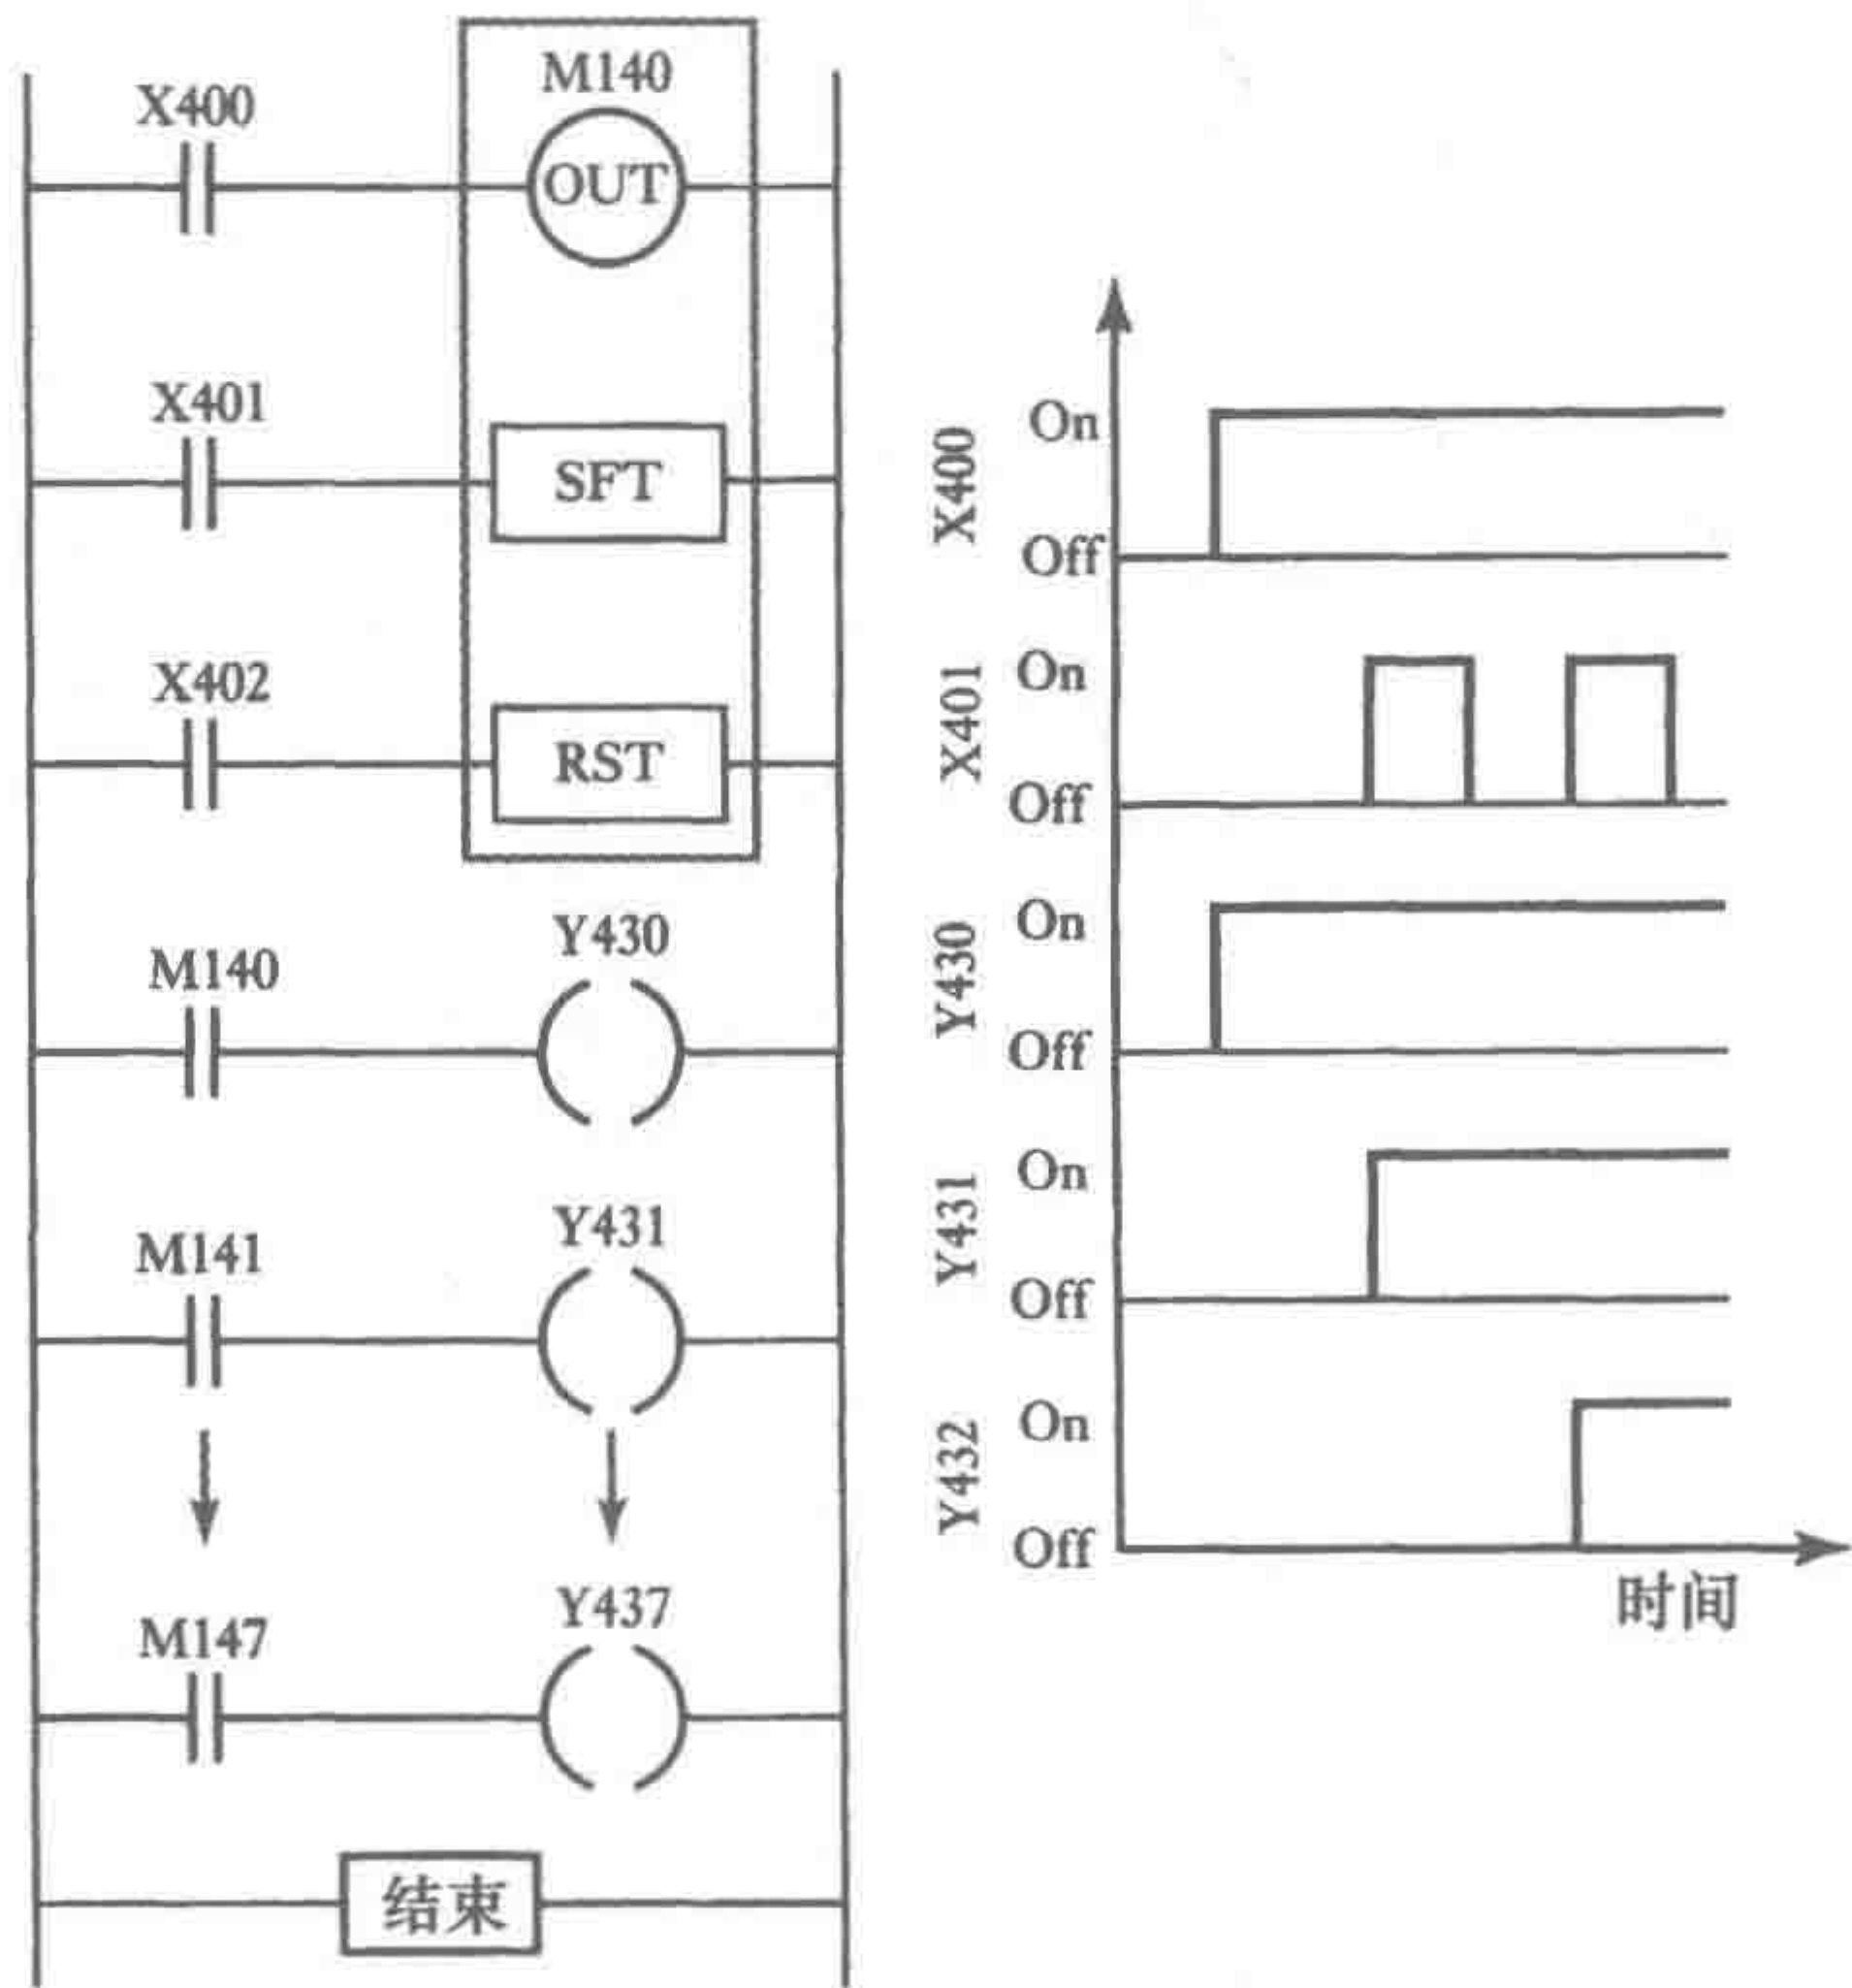 M140
X400
OUT
X401
SFT
X402
RST
Y430
M140
Y431
M141
Y437
M147
结束
X400
On
Off
X401
On
Off
Y430
On
Off
Y431
On
Off
Y432
On
Off
时间